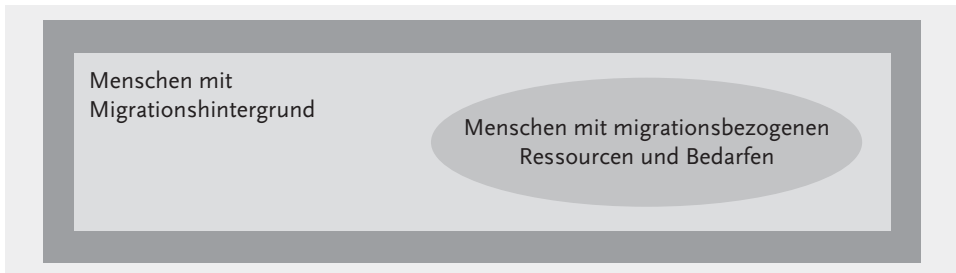 Menschen mit
Migrationshintergrund
Menschen mit migrationsbezogenen
Ressourcen und Bedarfen